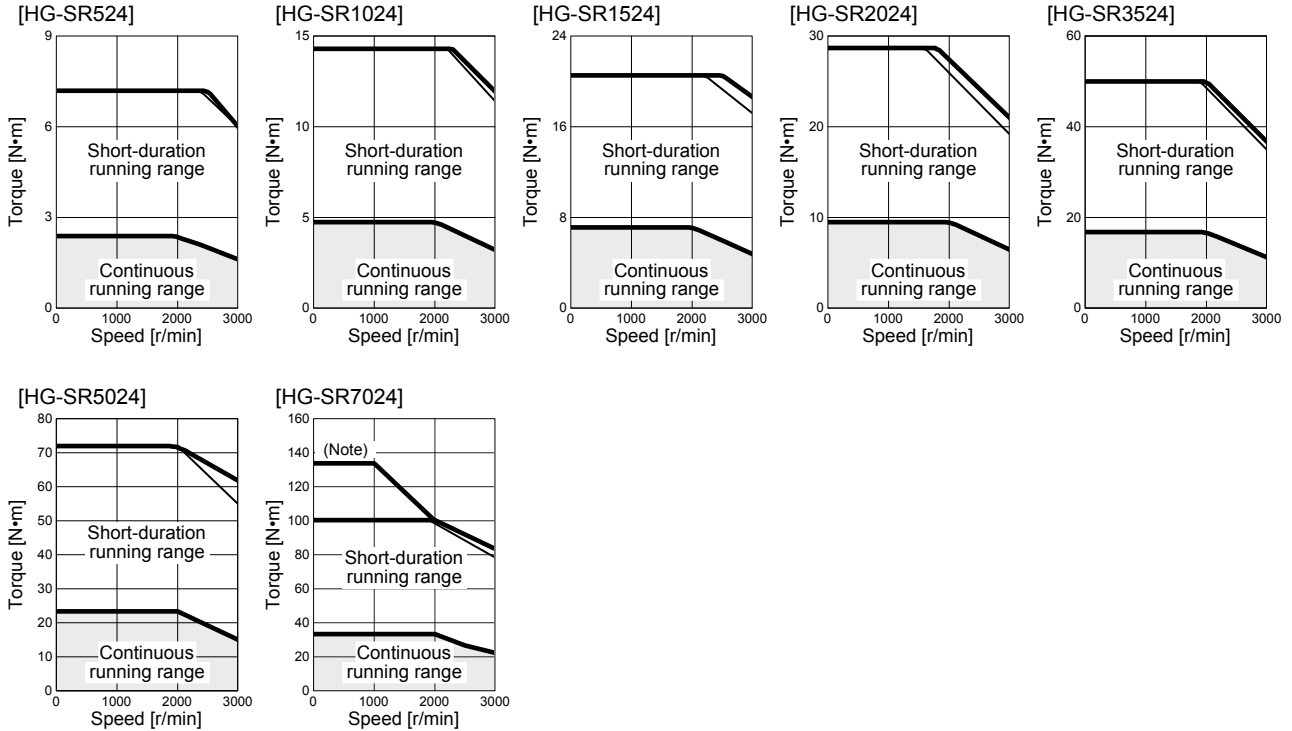 [HG-SR524]
9
6
3
0
Torque [N•m]
Short-duration
running range
Continuous
running range
0 1000 2000 3000
Speed [r/min]
[HG-SR1024]
15
10
5
0
Torque [N•m]
Short-duration
running range
Continuous
running range
0 1000 2000 3000
Speed [r/min]
[HG-SR1524]
24
16
8
0
Torque [N•m]
Short-duration
running range
Continuous
running range
0 1000 2000 3000
Speed [r/min]
[HG-SR2024]
30
20
10
0
Torque [N•m]
Short-duration
running range
Continuous
running range
0 1000 2000 3000
Speed [r/min]
[HG-SR3524]
60
40
20
0
Torque [N•m]
Short-duration
running range
Continuous
running range
0 1000 2000 3000
Speed [r/min]
[HG-SR5024]
80
70
60
50
40
30
20
10
0
Torque [N•m]
Short-duration
running range
Continuous
running range
0 1000 2000 3000
Speed [r/min]
[HG-SR7024]
160
140
120
100
80
60
40
20
0
Torque [N•m]
(Note)
Short-duration
running range
Continuous
running range
0 1000 2000 3000
Speed [r/min]